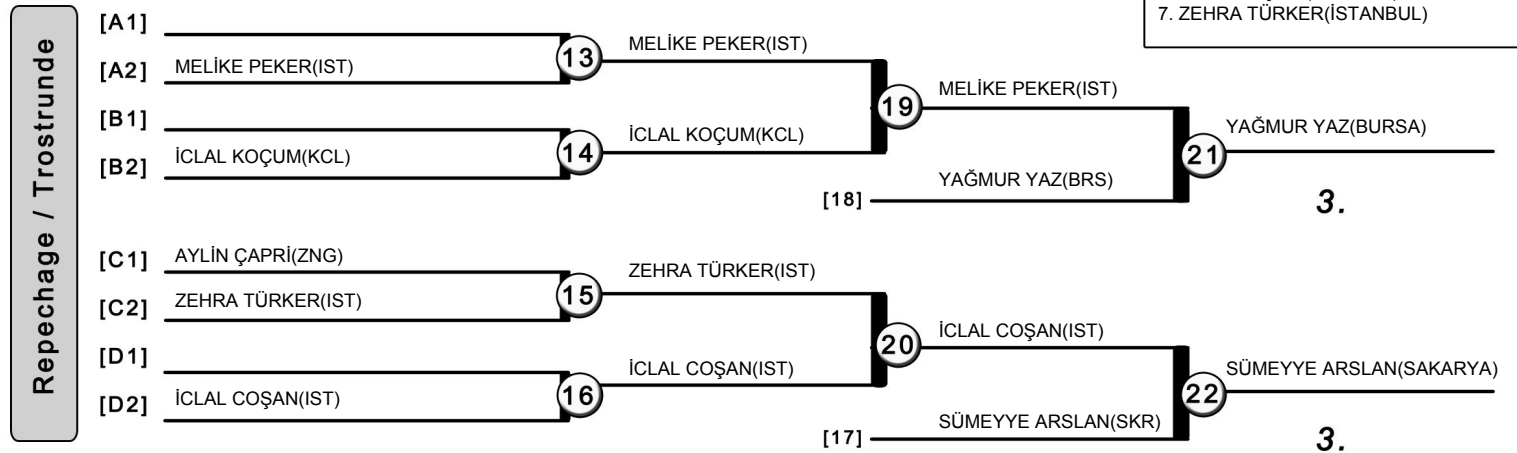 7. ZEHRA TÜRKER(İSTANBUL)
Repechage / Trostrunde
[A1]
[A2] MELİKE PEKER(IST)
13
MELİKE PEKER(IST)
[B1]
[B2] İCLAL KOÇUM(KCL)
14
İCLAL KOÇUM(KCL)
19
MELİKE PEKER(IST)
[18] YAĞMUR YAZ(BRS)
21
YAĞMUR YAZ(BURSA)
3.
[C1] AYLİN ÇAPRİ(ZNG)
[C2] ZEHRA TÜRKER(IST)
15
ZEHRA TÜRKER(IST)
[D1]
[D2] İCLAL COŞAN(IST)
16
İCLAL COŞAN(IST)
20
İCLAL COŞAN(IST)
[17] SÜMEYYE ARSLAN(SKR)
22
SÜMEYYE ARSLAN(SAKARYA)
3.